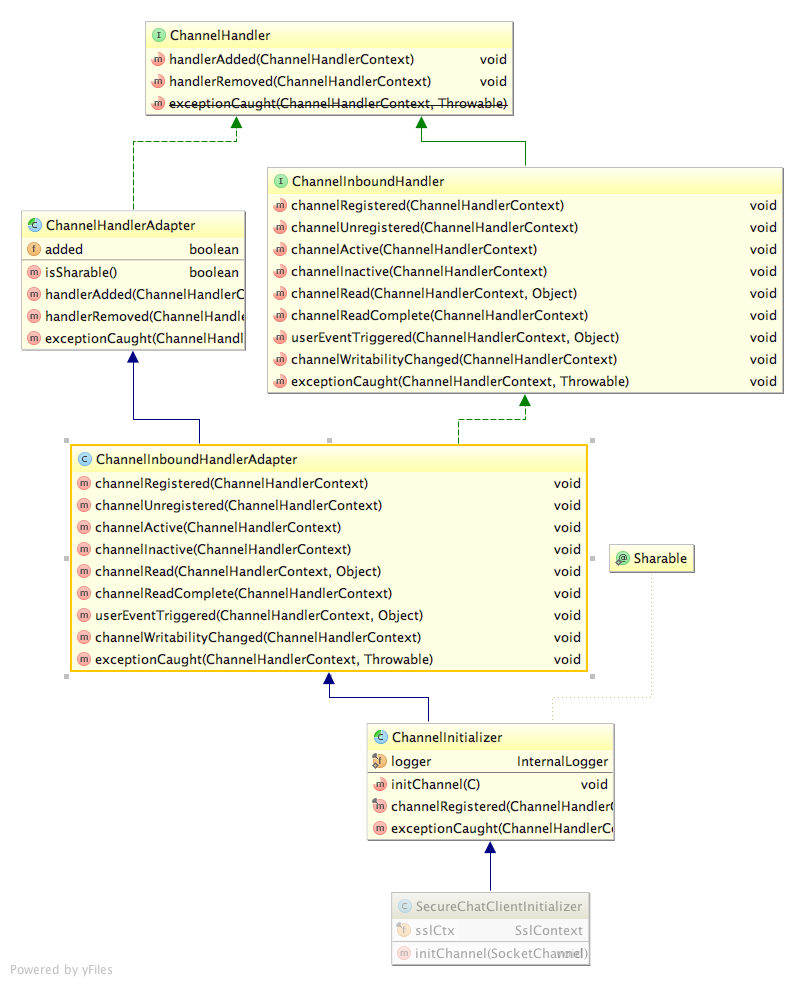 ChannelHandler
handlerAdded(ChannelHandlerContext) void
handlerRemoved(ChannelHandlerContext) void
exceptionCaught(ChannelHandlerContext, Throwable)
ChannelInboundHandler
channelRegistered(ChannelHandlerContext) void
channelUnregistered(ChannelHandlerContext) void
channelActive(ChannelHandlerContext) void
channelInactive(ChannelHandlerContext) void
channelRead(ChannelHandlerContext, Object) void
channelReadComplete(ChannelHandlerContext) void
userEventTriggered(ChannelHandlerContext, Object) void
channelWritabilityChanged(ChannelHandlerContext) void
exceptionCaught(ChannelHandlerContext, Throwable) void
ChannelHandlerAdapter
added boolean
isSharable() boolean
handlerAdded(ChannelHandlerC
handlerRemoved(ChannelHandle
exceptionCaught(ChannelHandl
ChannelInboundHandlerAdapter
channelRegistered(ChannelHandlerContext) void
channelUnregistered(ChannelHandlerContext) void
channelActive(ChannelHandlerContext) void
channelInactive(ChannelHandlerContext) void
channelRead(ChannelHandlerContext, Object) void
channelReadComplete(ChannelHandlerContext) void
userEventTriggered(ChannelHandlerContext, Object) void
channelWritabilityChanged(ChannelHandlerContext) void
exceptionCaught(ChannelHandlerContext, Throwable) void
Sharable
ChannelInitializer
logger InternalLogger
initChannel(C) void
channelRegistered(ChannelHandler
exceptionCaught(ChannelHandlerCo
SecureChatClientInitializer
sslCtx SslContext
initChannel(SocketChannel) void
Powered by yFiles